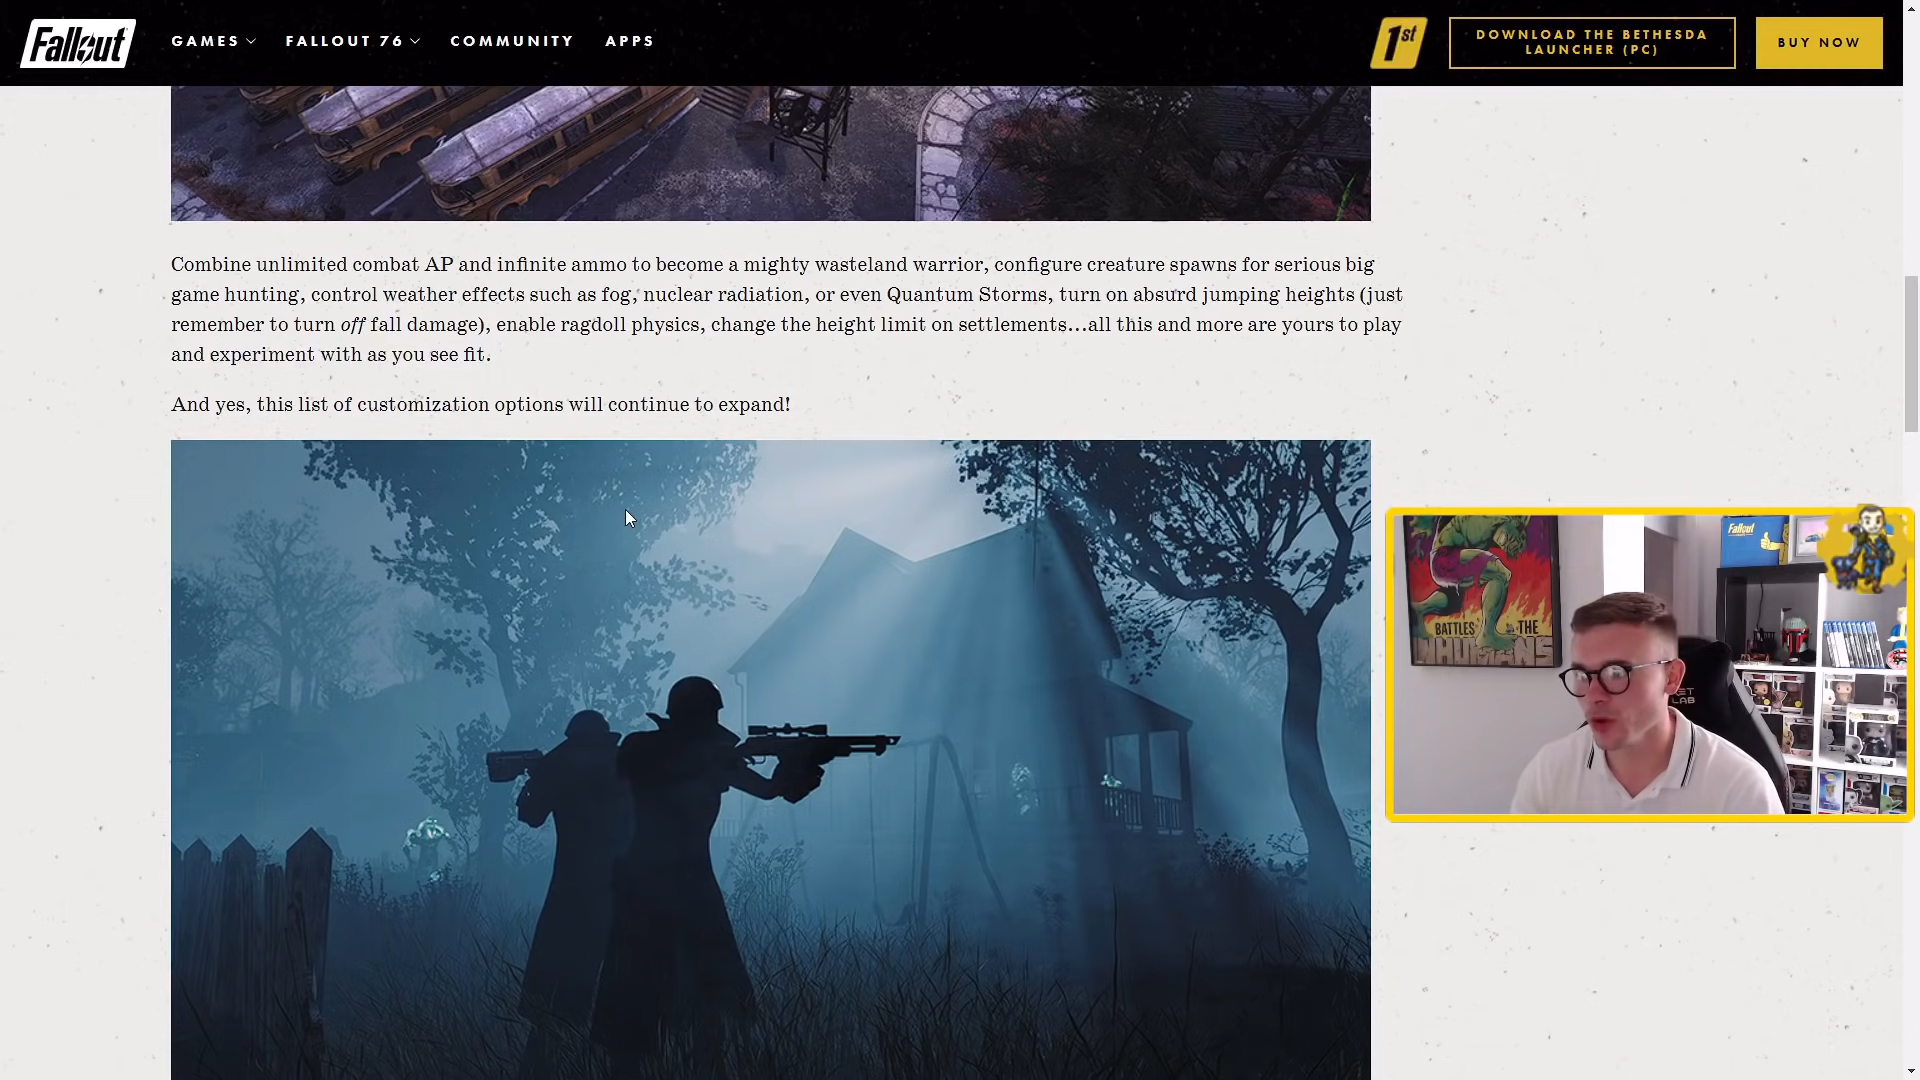 Fallout
GAMES
FALLOUT 76
COMMUNITY
APPS
1st
DOWNLOAD THE BETHESDA
LAUNCHER (PC)
BUY NOW
Combine unlimited combat AP and infinite ammo to become a mighty wasteland warrior, configure creature spawns for serious big
game hunting, control weather effects such as fog, nuclear radiation, or even Quantum Storms, turn on absurd jumping heights (just
remember to turn off fall damage), enable ragdoll physics, change the height limit on settlements...all this and more are yours to play
and experiment with as you see fit.
And yes, this list of customization options will continue to expand!
Fallout
BATTLES THE
LAB